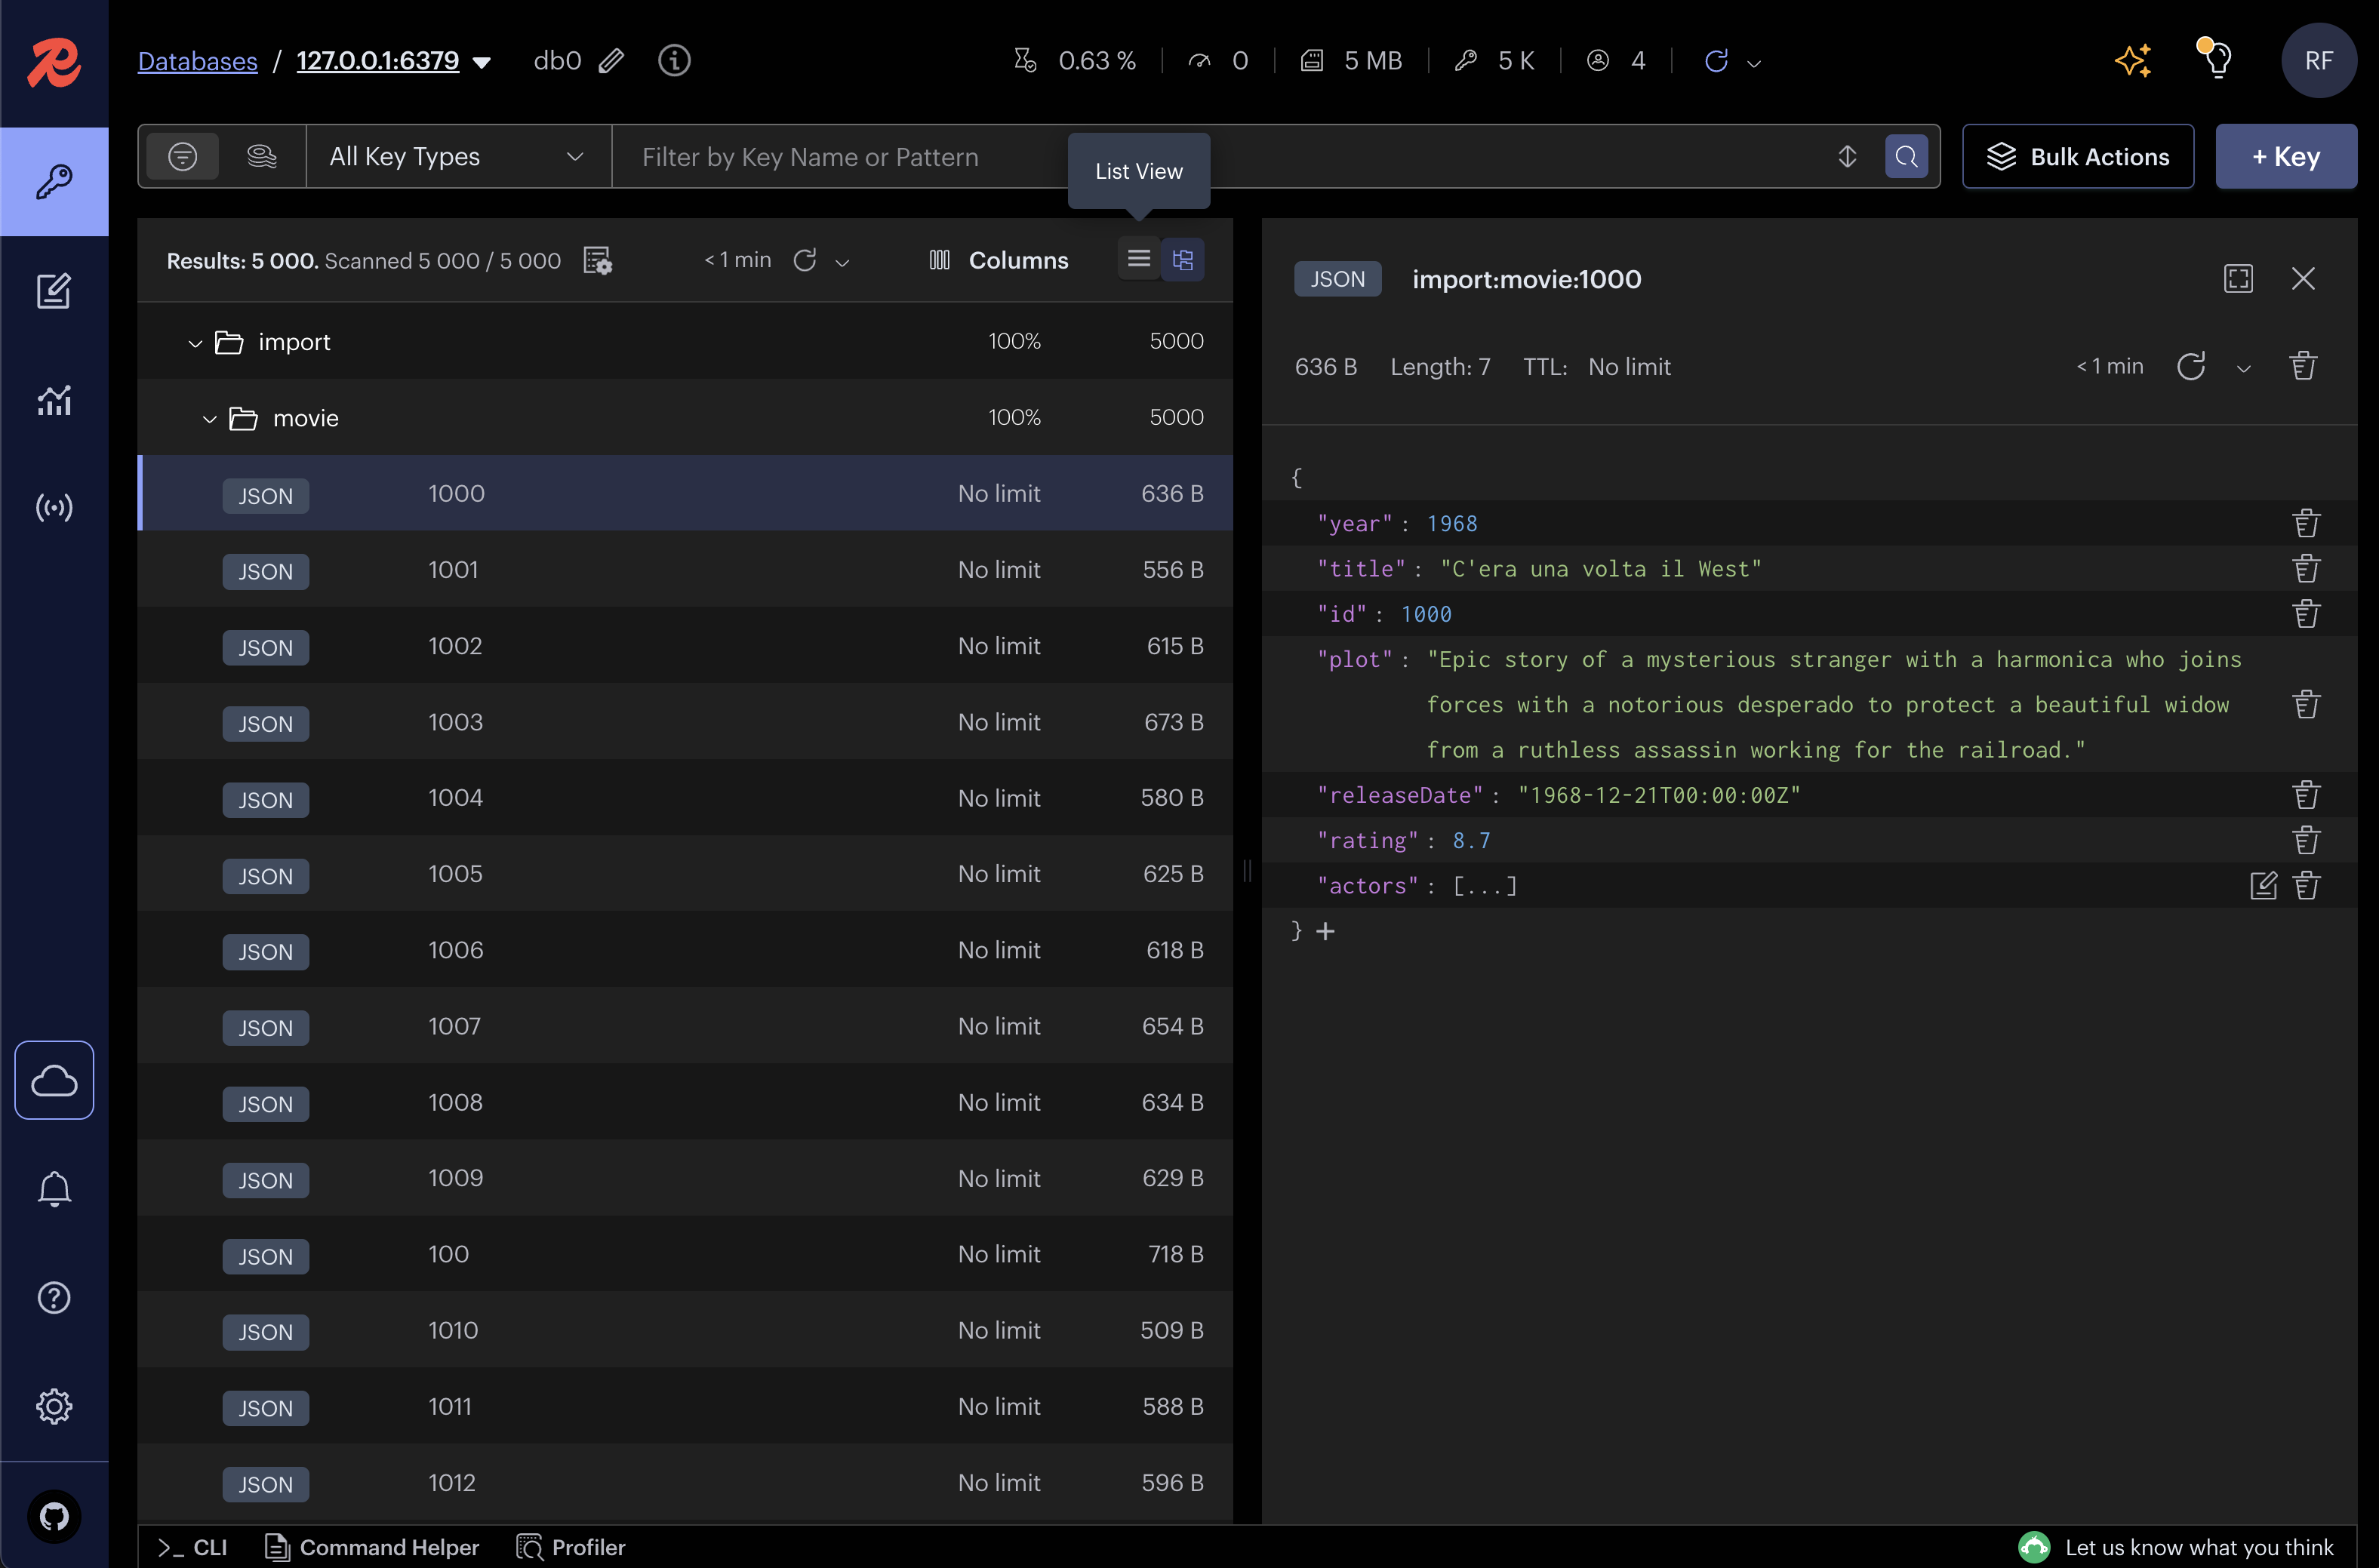 Databases / 127.0.0.1:6379 db0 0.63 % 0 5 MB 5 K 4 RF
All Key Types Filter by Key Name or Pattern Bulk Actions + Key
List View
Results: 5 000. Scanned 5 000 / 5 000 < 1 min Columns
import 100% 5000
movie 100% 5000
JSON 1000 No limit 636 B
JSON 1001 No limit 556 B
JSON 1002 No limit 615 B
JSON 1003 No limit 673 B
JSON 1004 No limit 580 B
JSON 1005 No limit 625 B
JSON 1006 No limit 618 B
JSON 1007 No limit 654 B
JSON 1008 No limit 634 B
JSON 1009 No limit 629 B
JSON 100 No limit 718 B
JSON 1010 No limit 509 B
JSON 1011 No limit 588 B
JSON 1012 No limit 596 B
JSON import:movie:1000
636 B Length: 7 TTL: No limit < 1 min
{
"year" : 1968
"title" : "C'era una volta il West"
"id" : 1000
"plot" : "Epic story of a mysterious stranger with a harmonica who joins
forces with a notorious desperado to protect a beautiful widow
from a ruthless assassin working for the railroad."
"releaseDate" : "1968-12-21T00:00:00Z"
"rating" : 8.7
"actors" : [...]
} +
>_ CLI Command Helper Profiler Let us know what you think